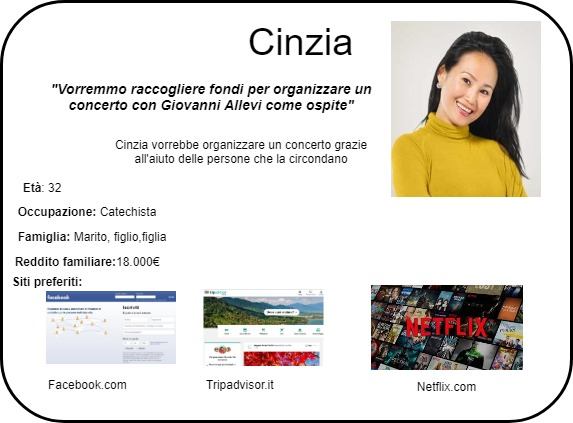 Cinzia
"Vorremmo raccogliere fondi per organizzare un
concerto con Giovanni Allevi come ospite"
Cinzia vorrebbe organizzare un concerto grazie
all'aiuto delle persone che la circondano
Età: 32
Occupazione: Catechista
Famiglia: Marito, figlio,figlia
Reddito familiare:18.000€
Siti preferiti:
facebook
Iscriviti
tripadvisor
NETFLIX
Facebook.com
Tripadvisor.it
Netflix.com